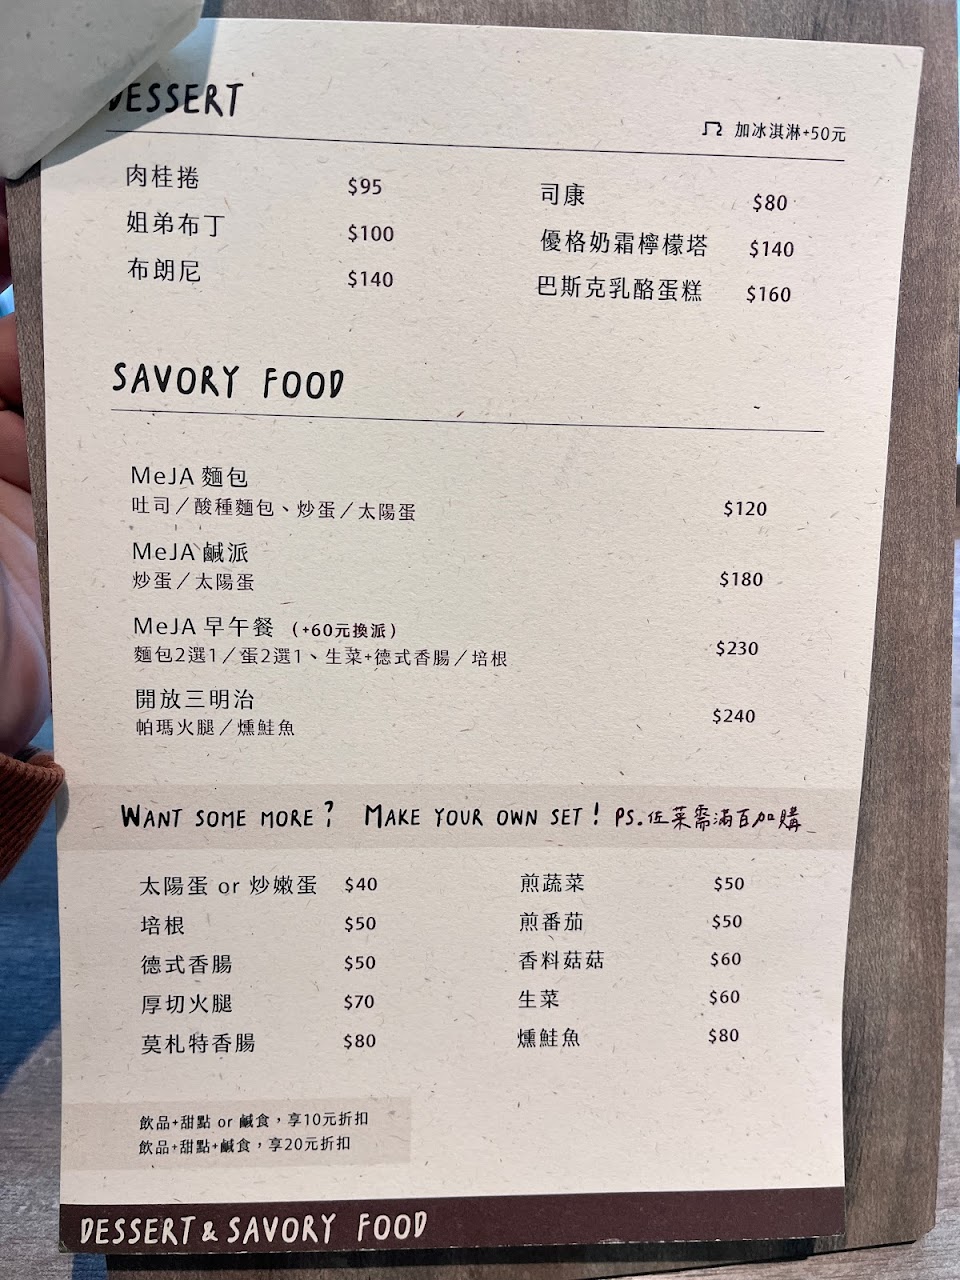 DESSERT
加冰淇淋+50元
肉桂捲 $95
姐弟布丁 $100
布朗尼 $140
司康 $80
優格奶霜檸檬塔 $140
巴斯克乳酪蛋糕 $160
SAVORY FOOD
MeJA 麵包
吐司／酸種麵包、炒蛋／太陽蛋 $120
MeJA 鹹派
炒蛋／太陽蛋 $180
MeJA 早午餐 (+60元換派)
麵包2選1／蛋2選1、生菜+德式香腸／培根 $230
開放三明治
帕瑪火腿／燻鮭魚 $240
WANT SOME MORE? MAKE YOUR OWN SET! PS.佐菜需滿百加購
太陽蛋 or 炒嫩蛋 $40
培根 $50
德式香腸 $50
厚切火腿 $70
莫札特香腸 $80
煎蔬菜 $50
煎番茄 $50
香料菇菇 $60
生菜 $60
燻鮭魚 $80
飲品+甜點 or 鹹食，享10元折扣
飲品+甜點+鹹食，享20元折扣
DESSERT & SAVORY FOOD